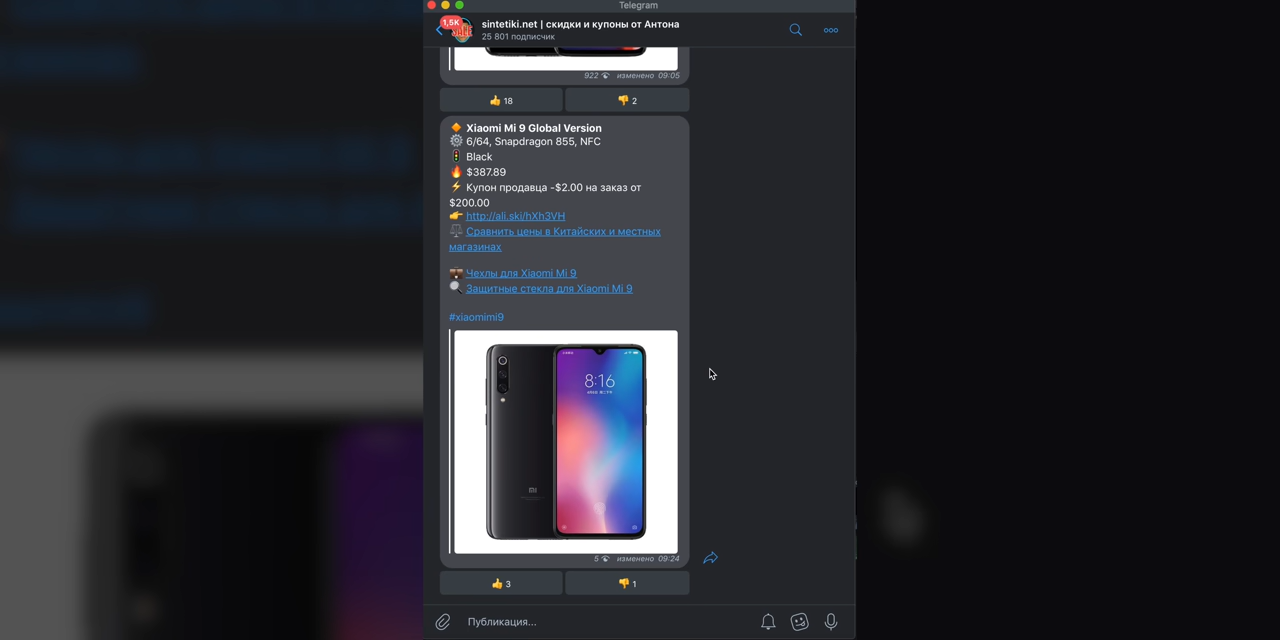 Telegram
1,5K
SALE
sintetiki.net | скидки и купоны от Антона
25 801 подписчик
922 изменено 09:05
👍 18 👎 2
🔶 Xiaomi Mi 9 Global Version
⚙️ 6/64, Snapdragon 855, NFC
🚦 Black
🔥 $387.89
⚡ Купон продавца -$2.00 на заказ от
$200.00
👉 http://ali.ski/hXh3VH
⚖️ Сравнить цены в Китайских и местных
магазинах
💼 Чехлы для Xiaomi Mi 9
🔍 Защитные стекла для Xiaomi Mi 9
#xiaomimi9
8:16
5 изменено 09:24
👍 3 👎 1
Публикация...